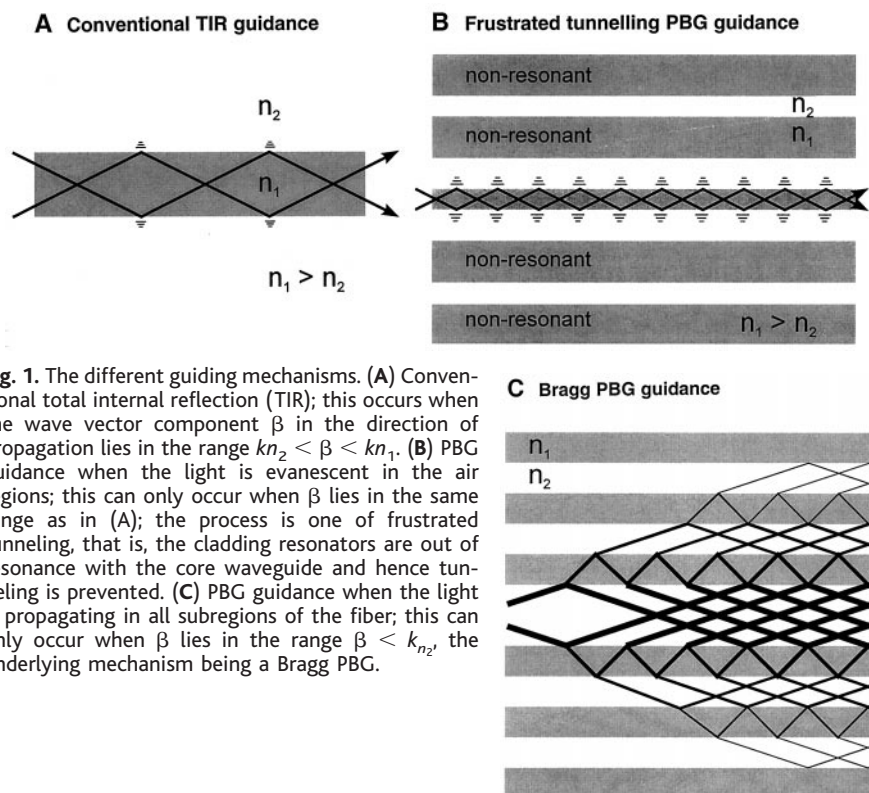 A Conventional TIR guidance
n₂
n₁
n₁ > n₂
B Frustrated tunnelling PBG guidance
non-resonant
n₂
non-resonant
n₁
non-resonant
non-resonant
n₁ > n₂
g. 1. The different guiding mechanisms. (A) Conven-
onal total internal reflection (TIR); this occurs when
he wave vector component β in the direction of
ropagation lies in the range kn₂ < β < kn₁. (B) PBG
uidance when the light is evanescent in the air
egions; this can only occur when β lies in the same
nge as in (A); the process is one of frustrated
unneling, that is, the cladding resonators are out of
esonance with the core waveguide and hence tun-
eling is prevented. (C) PBG guidance when the light
propagating in all subregions of the fiber; this can
nly occur when β lies in the range β < kₙ₂, the
nderlying mechanism being a Bragg PBG.
C Bragg PBG guidance
n₁
n₂